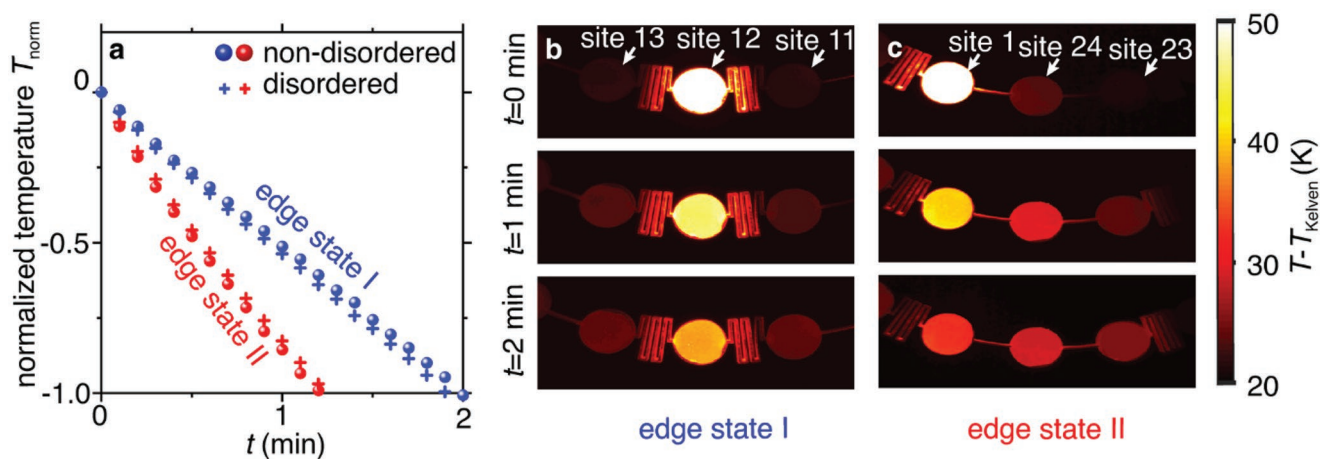 a
non-disordered
disordered
normalized temperature Tnorm
0
-0.5
-1.0
edge state I
edge state II
0
1
2
t (min)
b
site 13
site 12
site 11
t=0 min
t=1 min
t=2 min
edge state I
c
site 1
site 24
site 23
edge state II
50
40
30
20
T-TKelven (K)